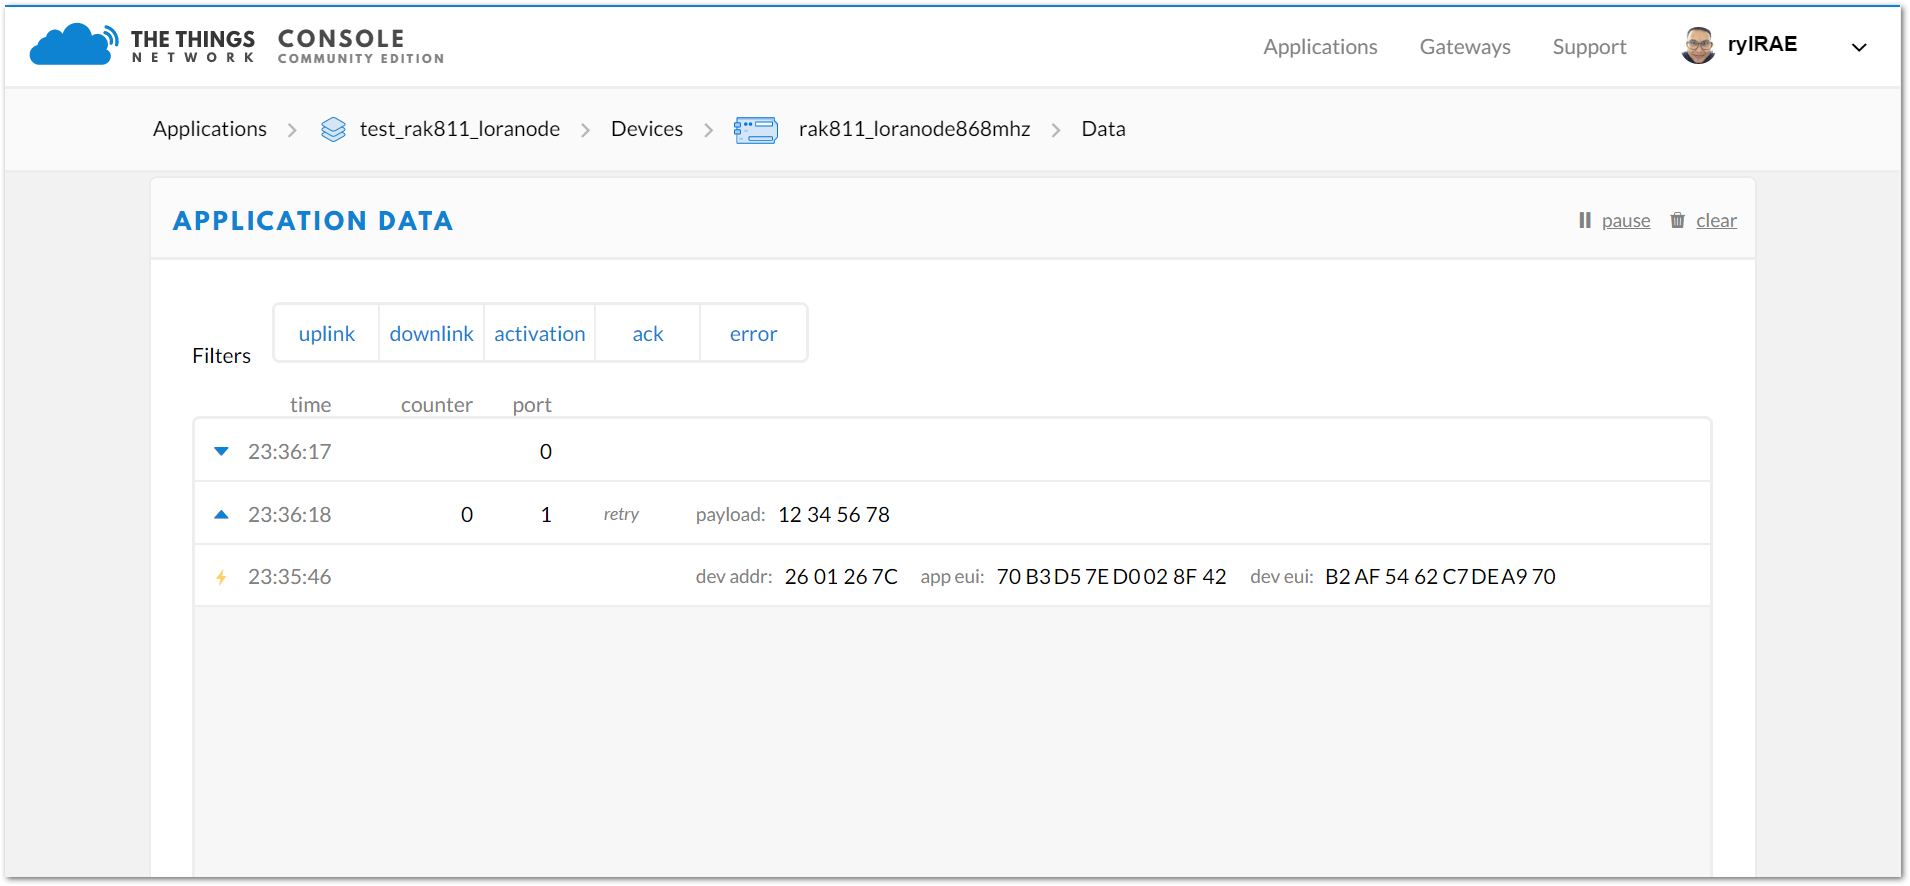 THE THINGS NETWORK CONSOLE COMMUNITY EDITION
Applications Gateways Support ryIRAE
Applications test_rak811_loranode Devices rak811_loranode868mhz Data
APPLICATION DATA
pause clear
Filters uplink downlink activation ack error
time counter port
23:36:17 0
23:36:18 0 1 retry payload: 12 34 56 78
23:35:46 dev addr: 26 01 26 7C app eui: 70 B3 D5 7E D0 02 8F 42 dev eui: B2 AF 54 62 C7 DE A9 70